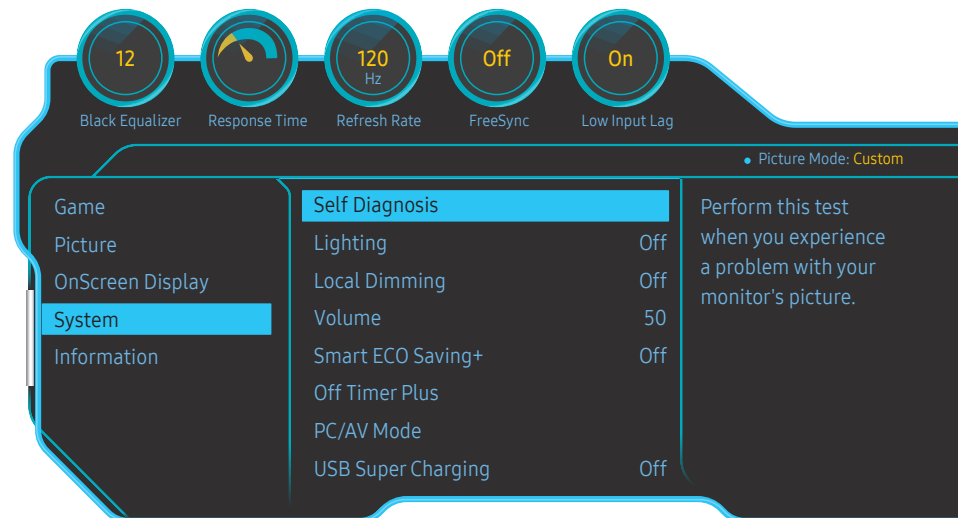 12
120
Hz
Off
On
Black Equalizer
Response Time
Refresh Rate
FreeSync
Low Input Lag
Picture Mode: Custom
Game
Picture
OnScreen Display
System
Information
Self Diagnosis
Lighting Off
Local Dimming Off
Volume 50
Smart ECO Saving+ Off
Off Timer Plus
PC/AV Mode
USB Super Charging Off
Perform this test
when you experience
a problem with your
monitor's picture.